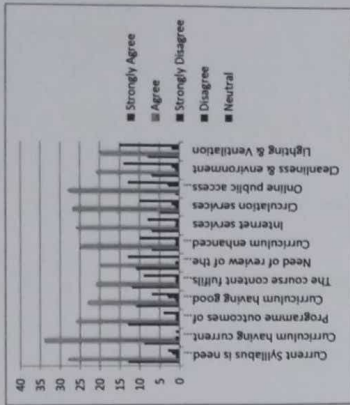 40
35
30
25
20
15
10
5
0
Current Syllabus is need
Curriculum having current...
Programme outcomes of...
Curriculum having good...
The course content fulfils...
Need of review of the...
Curriculum enhanced
Internet services
Circulation services
Online public access...
Cleanliness & environment
Lighting & Ventilation
Strongly Agree
Agree
Strongly Disagree
Disagree
Neutral